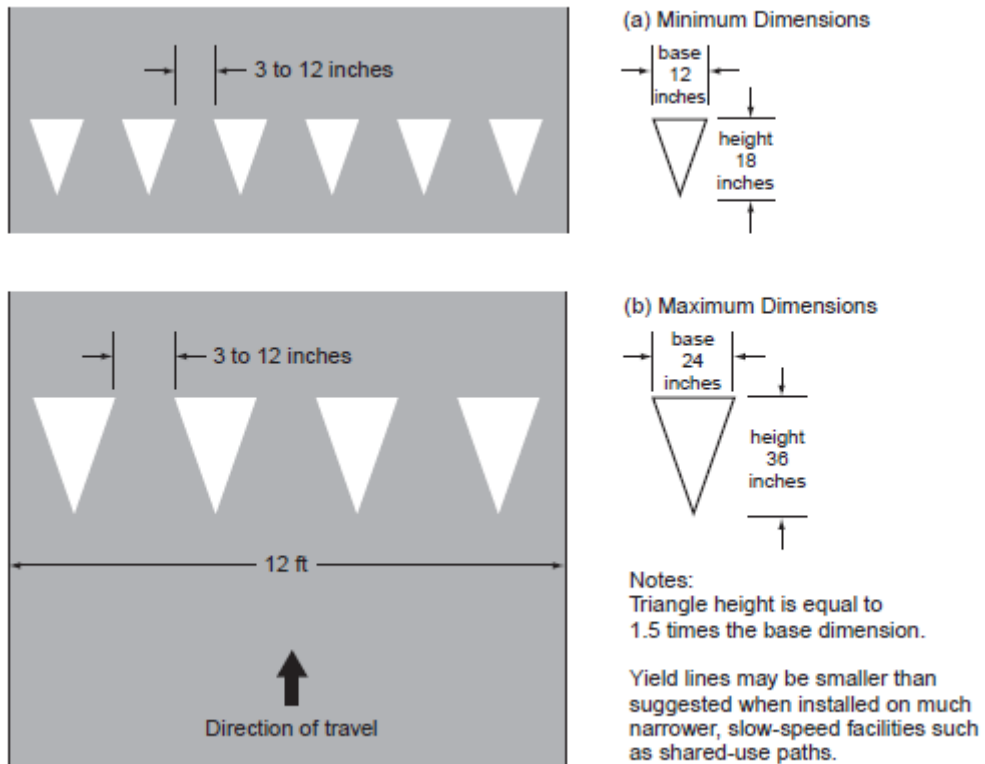 (a) Minimum Dimensions
3 to 12 inches
base
12
inches
height
18
inches
(b) Maximum Dimensions
3 to 12 inches
base
24
inches
height
36
inches
12 ft
Direction of travel
Notes:
Triangle height is equal to
1.5 times the base dimension.
Yield lines may be smaller than
suggested when installed on much
narrower, slow-speed facilities such
as shared-use paths.